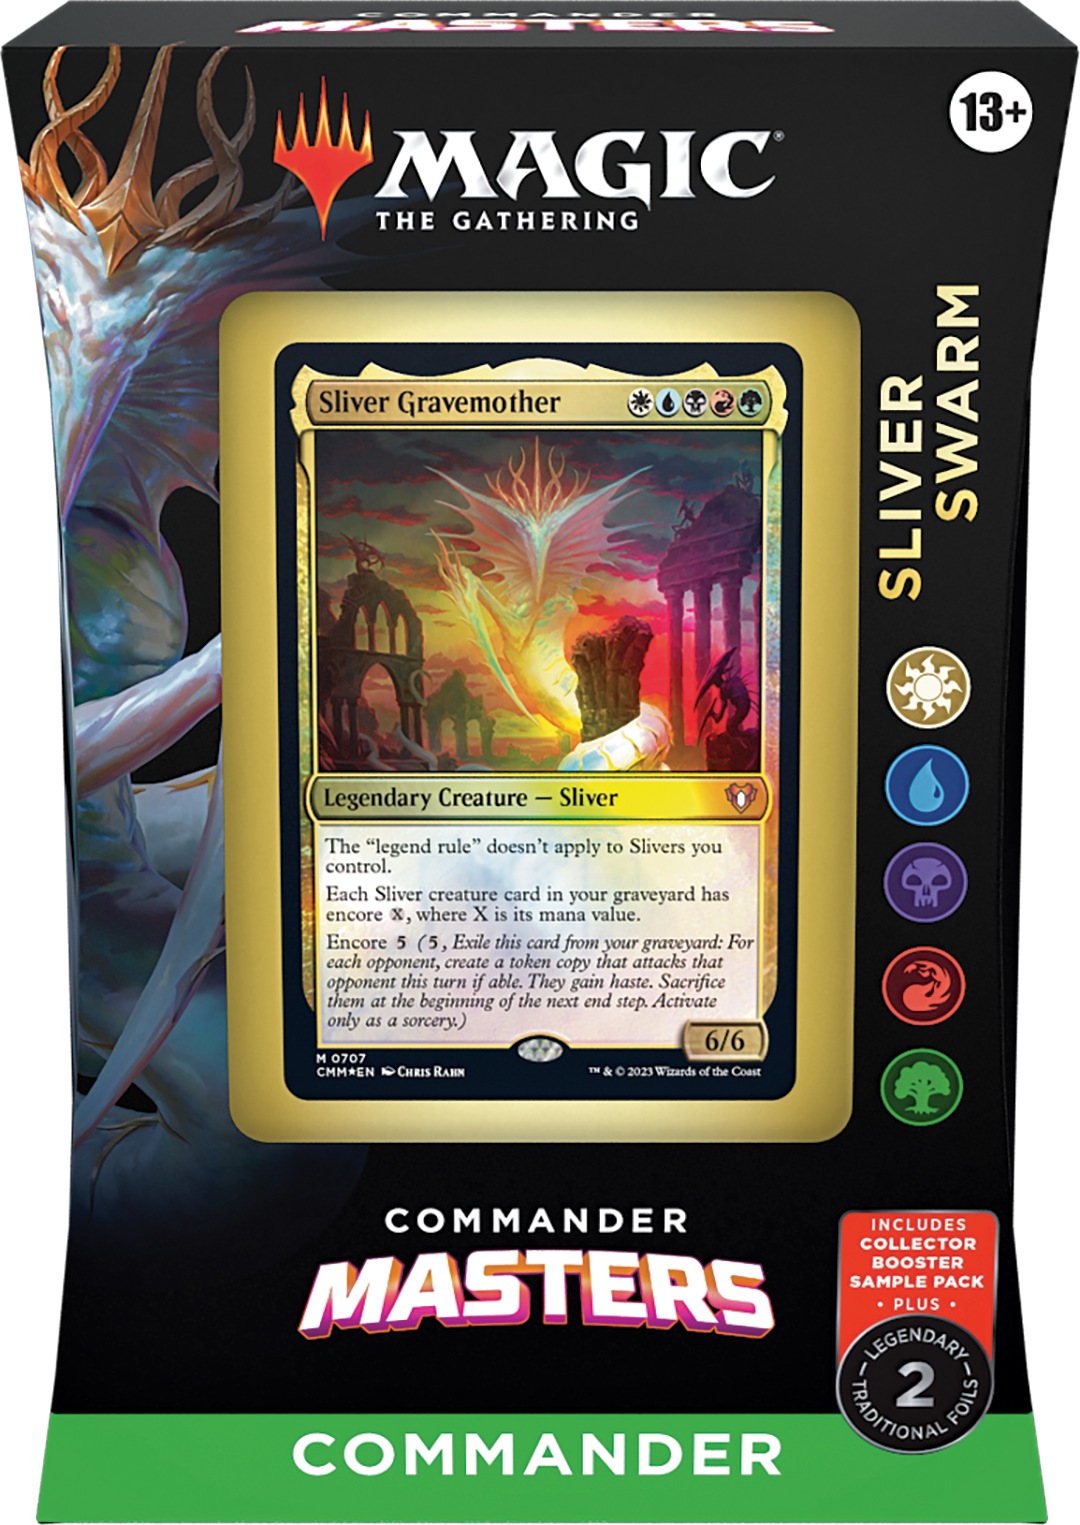 COMMANDER
MASTERS
13+
MAGIC®
THE GATHERING
SLIVER
SWARM
Sliver Gravemother
Legendary Creature — Sliver
The “legend rule” doesn’t apply to Slivers you
control.
Each Sliver creature card in your graveyard has
encore X, where X is its mana value.
Encore 5 (5, Exile this card from your graveyard: For
each opponent, create a token copy that attacks that
opponent this turn if able. They gain haste. Sacrifice
them at the beginning of the next end step. Activate
only as a sorcery.)
6/6
M 0707
CMM★EN Chris Rahn
™ & © 2023 Wizards of the Coast
COMMANDER
MASTERS
INCLUDES
COLLECTOR
BOOSTER
SAMPLE PACK
• PLUS •
LEGENDARY
2
TRADITIONAL FOILS
COMMANDER